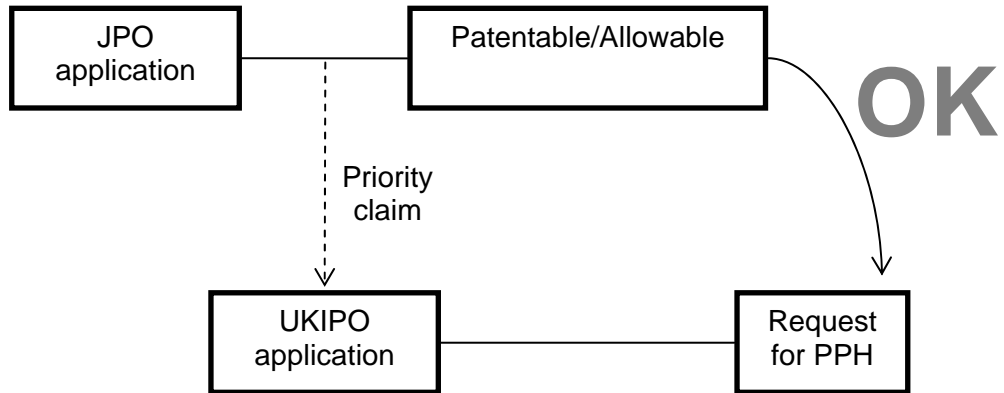 JPO
application
Patentable/Allowable
OK
Priority
claim
UKIPO
application
Request
for PPH